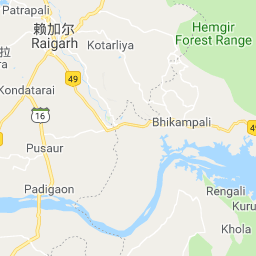 Patrapali
Hemgir
Forest Range
赖加尔
Raigarh
Kotarliya
拉
49
Kondatarai
16
Bhikampali
49
Pusaur
Padigaon
Rengali
Kuru
Khola